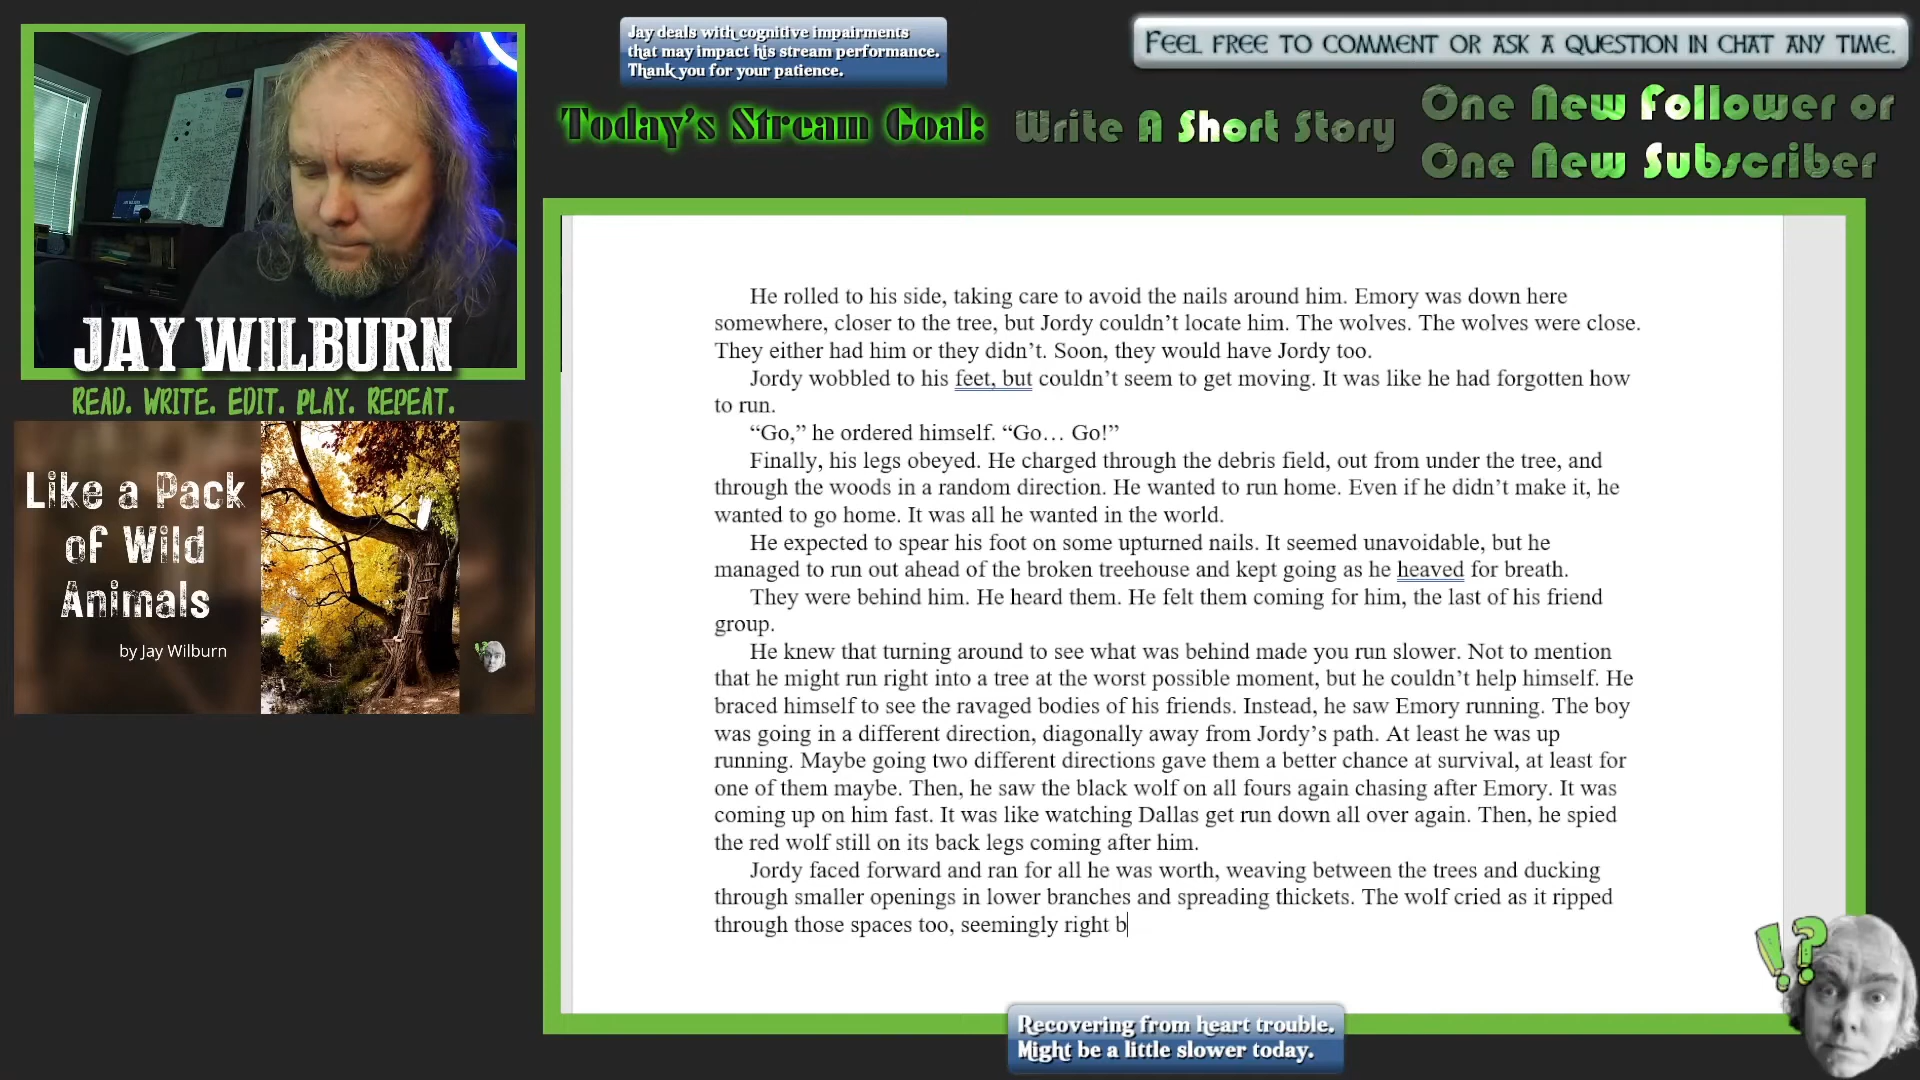 Jay deals with cognitive impairments
that may impact his stream performance.
Thank you for your patience.
FEEL FREE TO COMMENT OR ASK A QUESTION IN CHAT ANY TIME.
Today's Stream Goal:
Write A Short Story
One New Follower or
One New Subscriber
JAY WILBURN
READ. WRITE. EDIT. PLAY. REPEAT.
Like a Pack
of Wild
Animals
by Jay Wilburn
He rolled to his side, taking care to avoid the nails around him. Emory was down here
somewhere, closer to the tree, but Jordy couldn’t locate him. The wolves. The wolves were close.
They either had him or they didn’t. Soon, they would have Jordy too.
Jordy wobbled to his feet, but couldn’t seem to get moving. It was like he had forgotten how
to run.
“Go,” he ordered himself. “Go… Go!”
Finally, his legs obeyed. He charged through the debris field, out from under the tree, and
through the woods in a random direction. He wanted to run home. Even if he didn’t make it, he
wanted to go home. It was all he wanted in the world.
He expected to spear his foot on some upturned nails. It seemed unavoidable, but he
managed to run out ahead of the broken treehouse and kept going as he heaved for breath.
They were behind him. He heard them. He felt them coming for him, the last of his friend
group.
He knew that turning around to see what was behind made you run slower. Not to mention
that he might run right into a tree at the worst possible moment, but he couldn’t help himself. He
braced himself to see the ravaged bodies of his friends. Instead, he saw Emory running. The boy
was going in a different direction, diagonally away from Jordy’s path. At least he was up
running. Maybe going two different directions gave them a better chance at survival, at least for
one of them maybe. Then, he saw the black wolf on all fours again chasing after Emory. It was
coming up on him fast. It was like watching Dallas get run down all over again. Then, he spied
the red wolf still on its back legs coming after him.
Jordy faced forward and ran for all he was worth, weaving between the trees and ducking
through smaller openings in lower branches and spreading thickets. The wolf cried as it ripped
through those spaces too, seemingly right b
!?
Recovering from heart trouble.
Might be a little slower today.